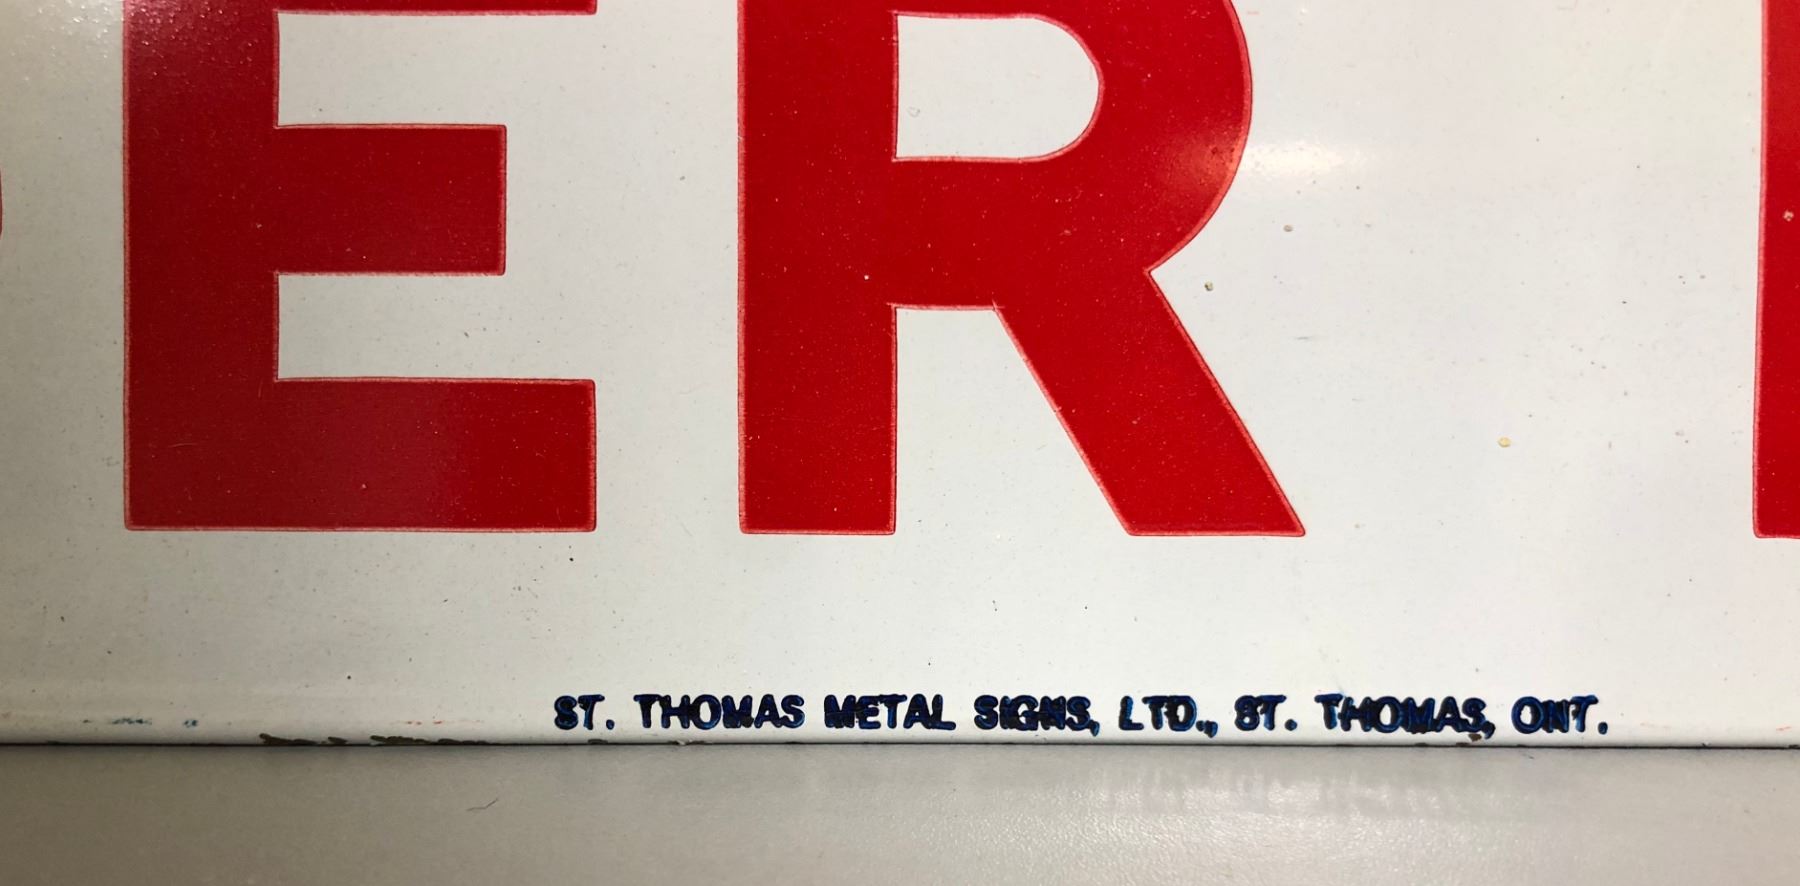 ER
ST. THOMAS METAL SIGNS, LTD., ST. THOMAS, ONT.